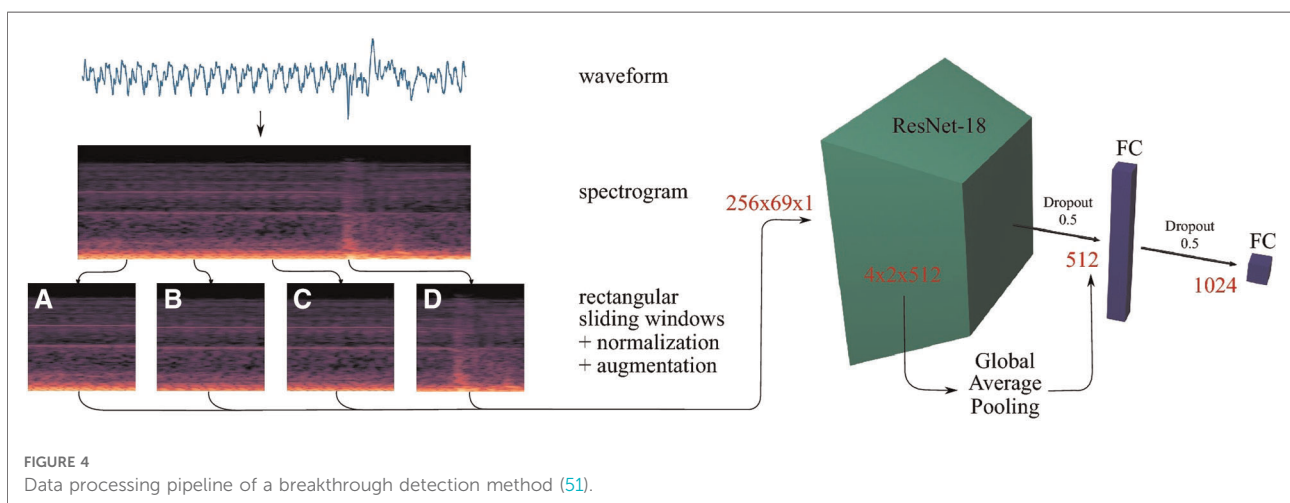 waveform
spectrogram
A
B
C
D
rectangular
sliding windows
+ normalization
+ augmentation
256x69x1
ResNet-18
4x2x512
Global
Average
Pooling
Dropout
0.5
512
FC
Dropout
0.5
1024
FC
FIGURE 4
Data processing pipeline of a breakthrough detection method (51).